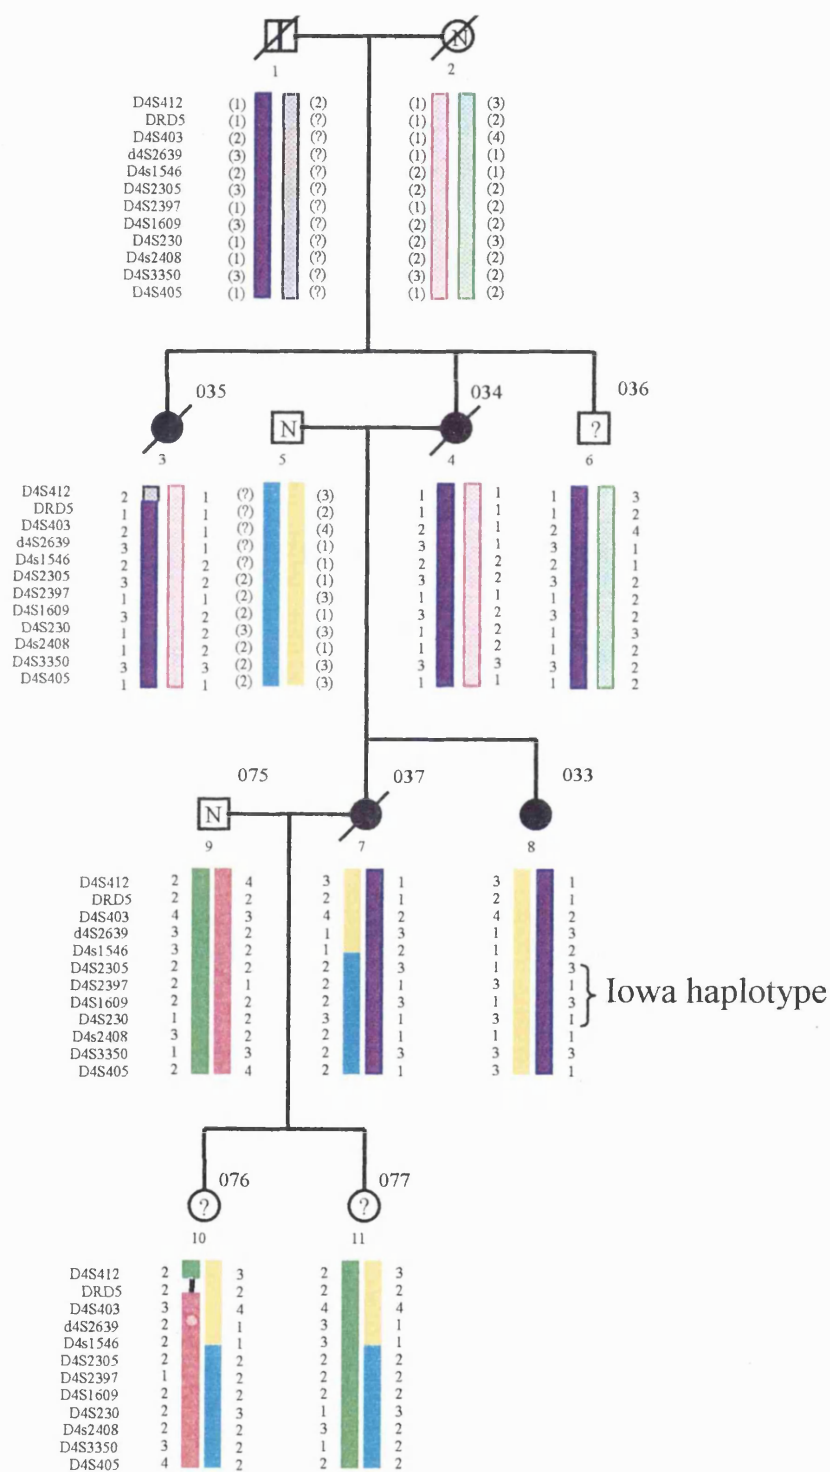 N
1 2
D4S412 (1) (2) (1) (3)
DRD5 (1) (?) (1) (2)
D4S403 (2) (?) (1) (4)
d4S2639 (3) (?) (1) (1)
D4s1546 (2) (?) (2) (1)
D4S2305 (3) (?) (2) (2)
D4S2397 (1) (?) (1) (2)
D4S1609 (3) (?) (2) (2)
D4S230 (1) (?) (2) (3)
D4s2408 (1) (?) (2) (2)
D4S3350 (3) (?) (3) (2)
D4S405 (1) (?) (1) (2)
035 034 036
N ?
3 5 4 6
D4S412 2 1 (?) (3) 1 1 1 3
DRD5 1 1 (?) (2) 1 1 1 2
D4S403 2 1 (?) (4) 2 1 2 4
d4S2639 3 1 (?) (1) 3 1 3 1
D4s1546 2 2 (?) (1) 2 2 2 1
D4S2305 3 2 (2) (1) 3 2 3 2
D4S2397 1 1 (2) (3) 1 1 1 2
D4S1609 3 2 (2) (1) 3 2 3 2
D4S230 1 2 (3) (3) 1 2 1 3
D4s2408 1 2 (2) (1) 1 2 1 2
D4S3350 3 3 (2) (3) 3 3 3 2
D4S405 1 1 (2) (3) 1 1 1 2
075 037 033
N
9 7 8
D4S412 2 4 3 1 3 1
DRD5 2 2 2 1 2 1
D4S403 4 3 4 2 4 2
d4S2639 3 2 1 3 1 3
D4s1546 3 2 1 2 1 2
D4S2305 2 2 2 3 1 3
D4S2397 2 1 2 1 3 1
Iowa haplotype
D4S1609 2 2 2 3 1 3
D4S230 1 2 3 1 3 1
D4s2408 3 2 2 1 1 1
D4S3350 1 3 2 3 3 3
D4S405 2 4 2 1 3 1
076 077
? ?
10 11
D4S412 2 3 2 3
DRD5 2 2 2 2
D4S403 3 4 4 4
d4S2639 2 1 3 1
D4s1546 2 1 3 1
D4S2305 2 2 2 2
D4S2397 1 2 2 2
D4S1609 2 2 2 2
D4S230 2 3 1 3
D4s2408 2 2 3 2
D4S3350 3 2 1 2
D4S405 4 2 2 2